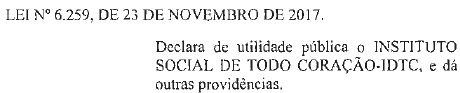 LEI Nº 6.259, DE 23 DE NOVEMBRO DE 2017.
Declara de utilidade pública o INSTITUTO
SOCIAL DE TODO CORAÇÃO-IDTC, e dá
outras providências.